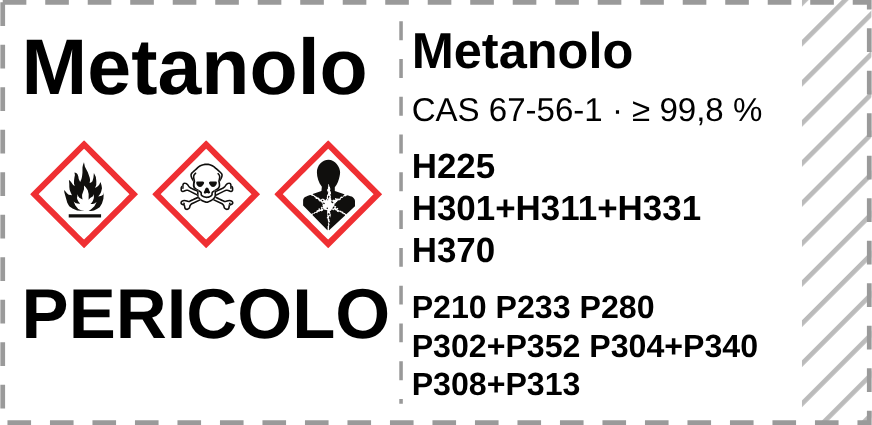 Metanolo
PERICOLO
Metanolo
CAS 67-56-1 · ≥ 99,8 %
H225
H301+H311+H331
H370
P210 P233 P280
P302+P352 P304+P340
P308+P313